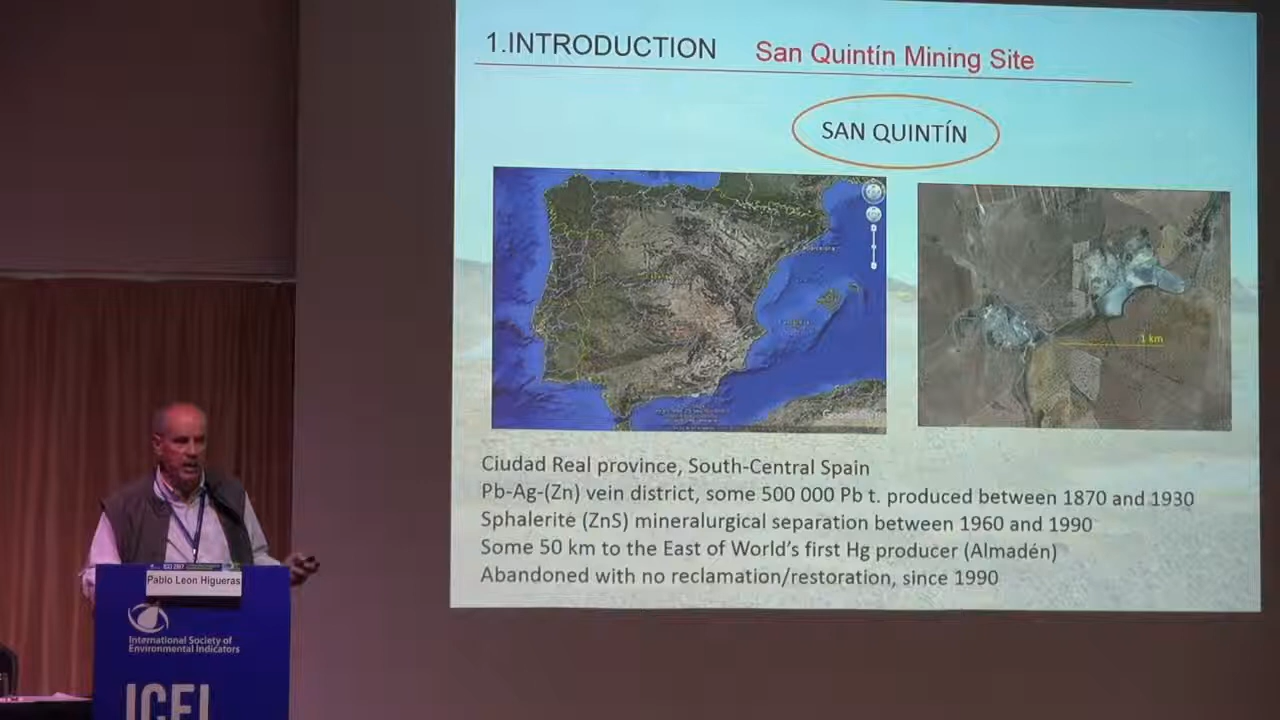 1.INTRODUCTION San Quintín Mining Site
SAN QUINTÍN
1 km
Ciudad Real province, South-Central Spain
Pb-Ag-(Zn) vein district, some 500 000 Pb t. produced between 1870 and 1930
Sphalerite (ZnS) mineralurgical separation between 1960 and 1990
Some 50 km to the East of World's first Hg producer (Almadén)
Abandoned with no reclamation/restoration, since 1990
Pablo Leon Higueras
International Society of
Environmental Indicators
ICEI